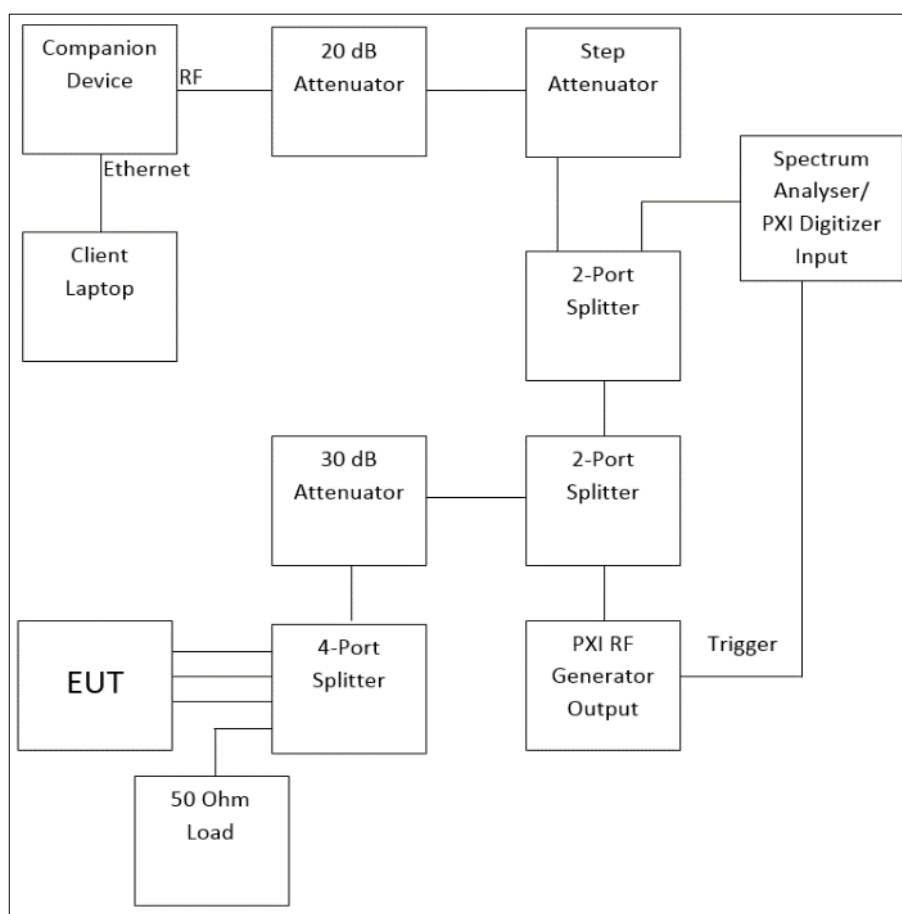 Companion
Device
RF
20 dB
Attenuator
Step
Attenuator
Ethernet
Spectrum
Analyser/
PXI Digitizer
Input
Client
Laptop
2-Port
Splitter
30 dB
Attenuator
2-Port
Splitter
EUT
4-Port
Splitter
PXI RF
Generator
Output
Trigger
50 Ohm
Load